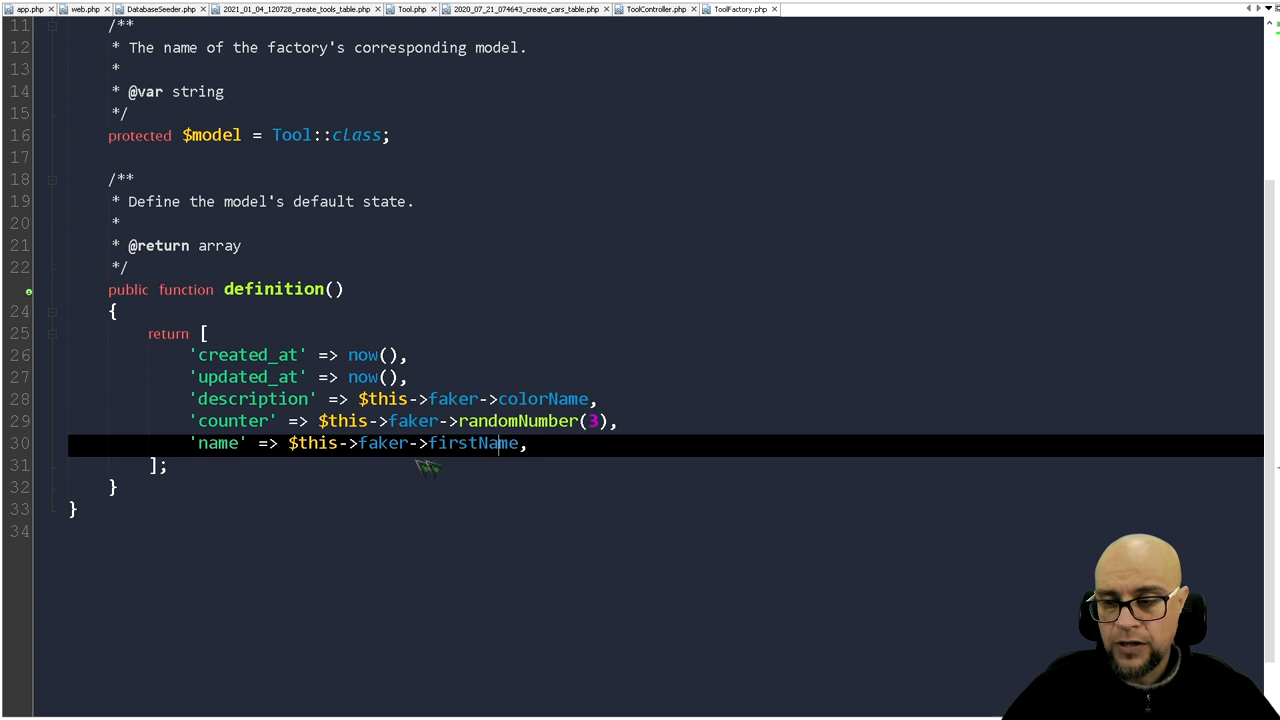 app.php web.php DatabaseSeeder.php 2021_01_04_120728_create_tools_table.php Tool.php 2020_07_21_074643_create_cars_table.php ToolController.php ToolFactory.php
11 /**
12 * The name of the factory's corresponding model.
13 *
14 * @var string
15 */
16 protected $model = Tool::class;
17
18 /**
19 * Define the model's default state.
20 *
21 * @return array
22 */
public function definition()
24 {
25 return [
26 'created_at' => now(),
27 'updated_at' => now(),
28 'description' => $this->faker->colorName,
29 'counter' => $this->faker->randomNumber(3),
30 'name' => $this->faker->firstName,
31 ];
32 }
33 }
34